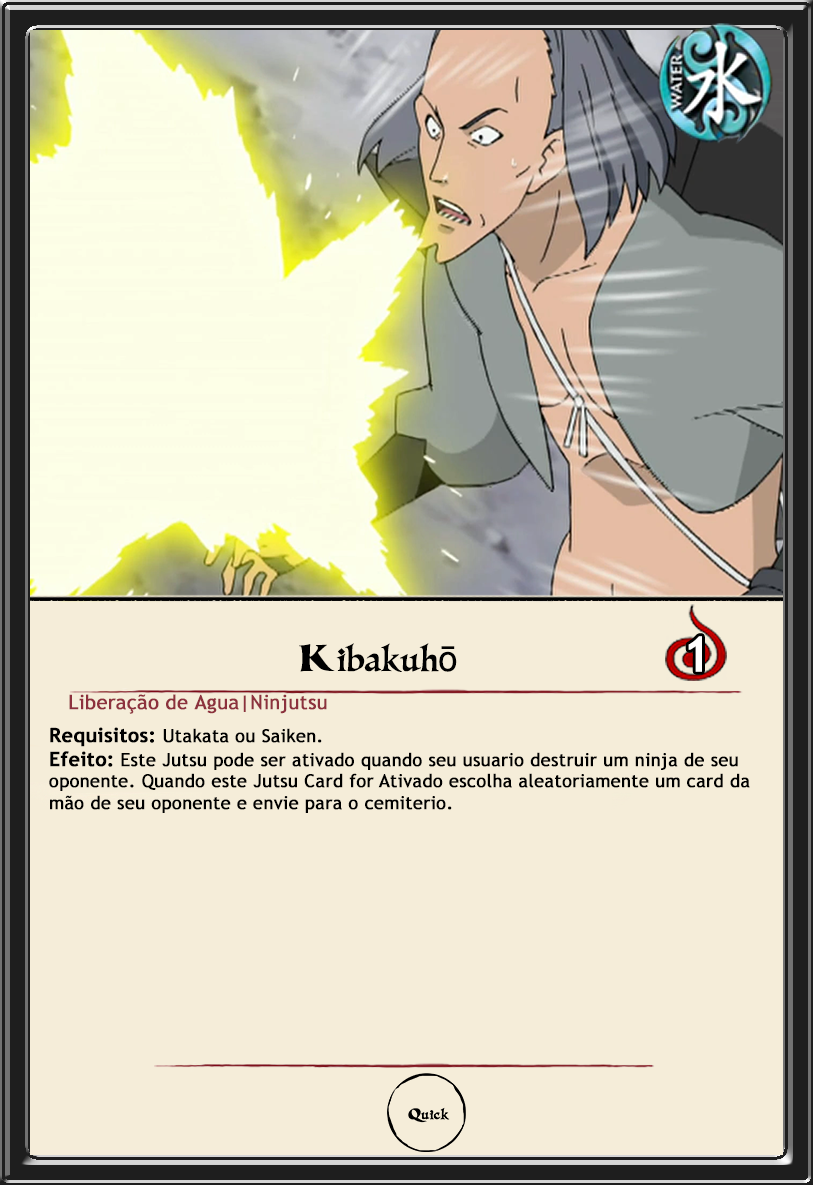 WATER
水
Kibakuhō
1
Liberação de Agua|Ninjutsu
Requisitos: Utakata ou Saiken.
Efeito: Este Jutsu pode ser ativado quando seu usuario destruir um ninja de seu
oponente. Quando este Jutsu Card for Ativado escolha aleatoriamente um card da
mão de seu oponente e envie para o cemiterio.
Quick